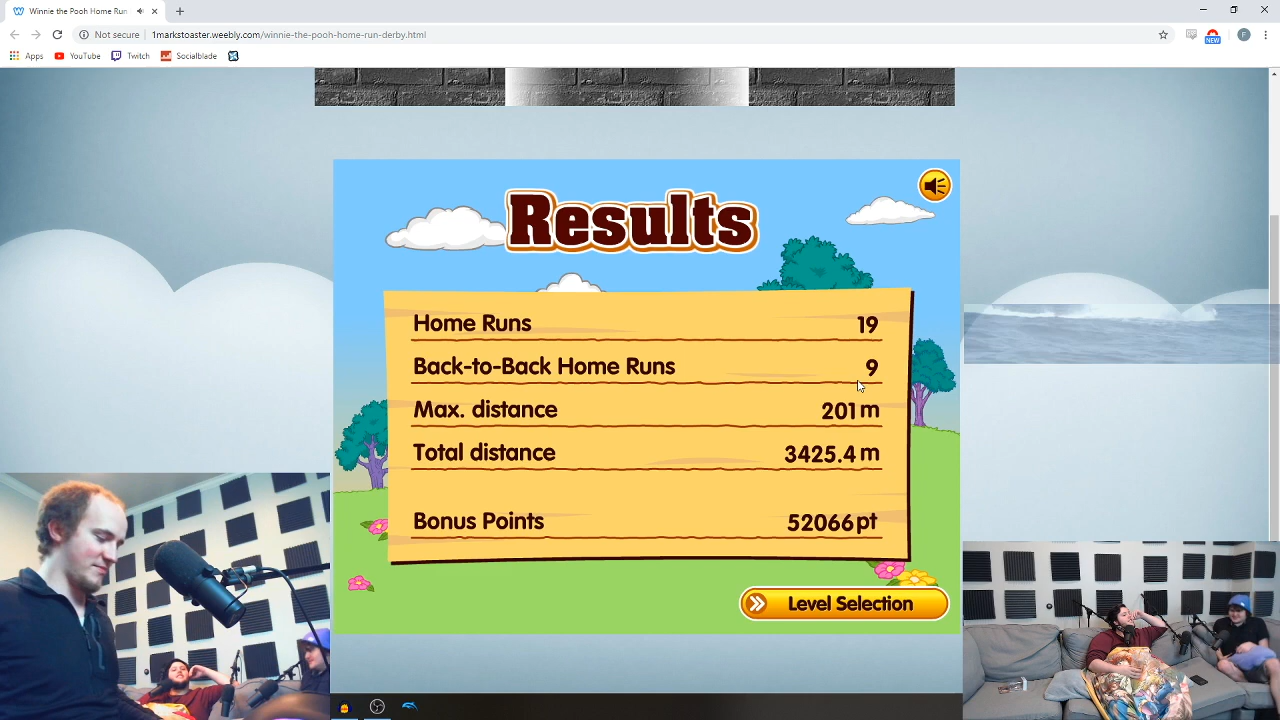 Winnie the Pooh Home Run
Not secure | 1markstoaster.weebly.com/winnie-the-pooh-home-run-derby.html
NEW
F
Apps YouTube Twitch Socialblade
Results
Home Runs 19
Back-to-Back Home Runs 9
Max. distance 201 m
Total distance 3425.4 m
Bonus Points 52066 pt
Level Selection